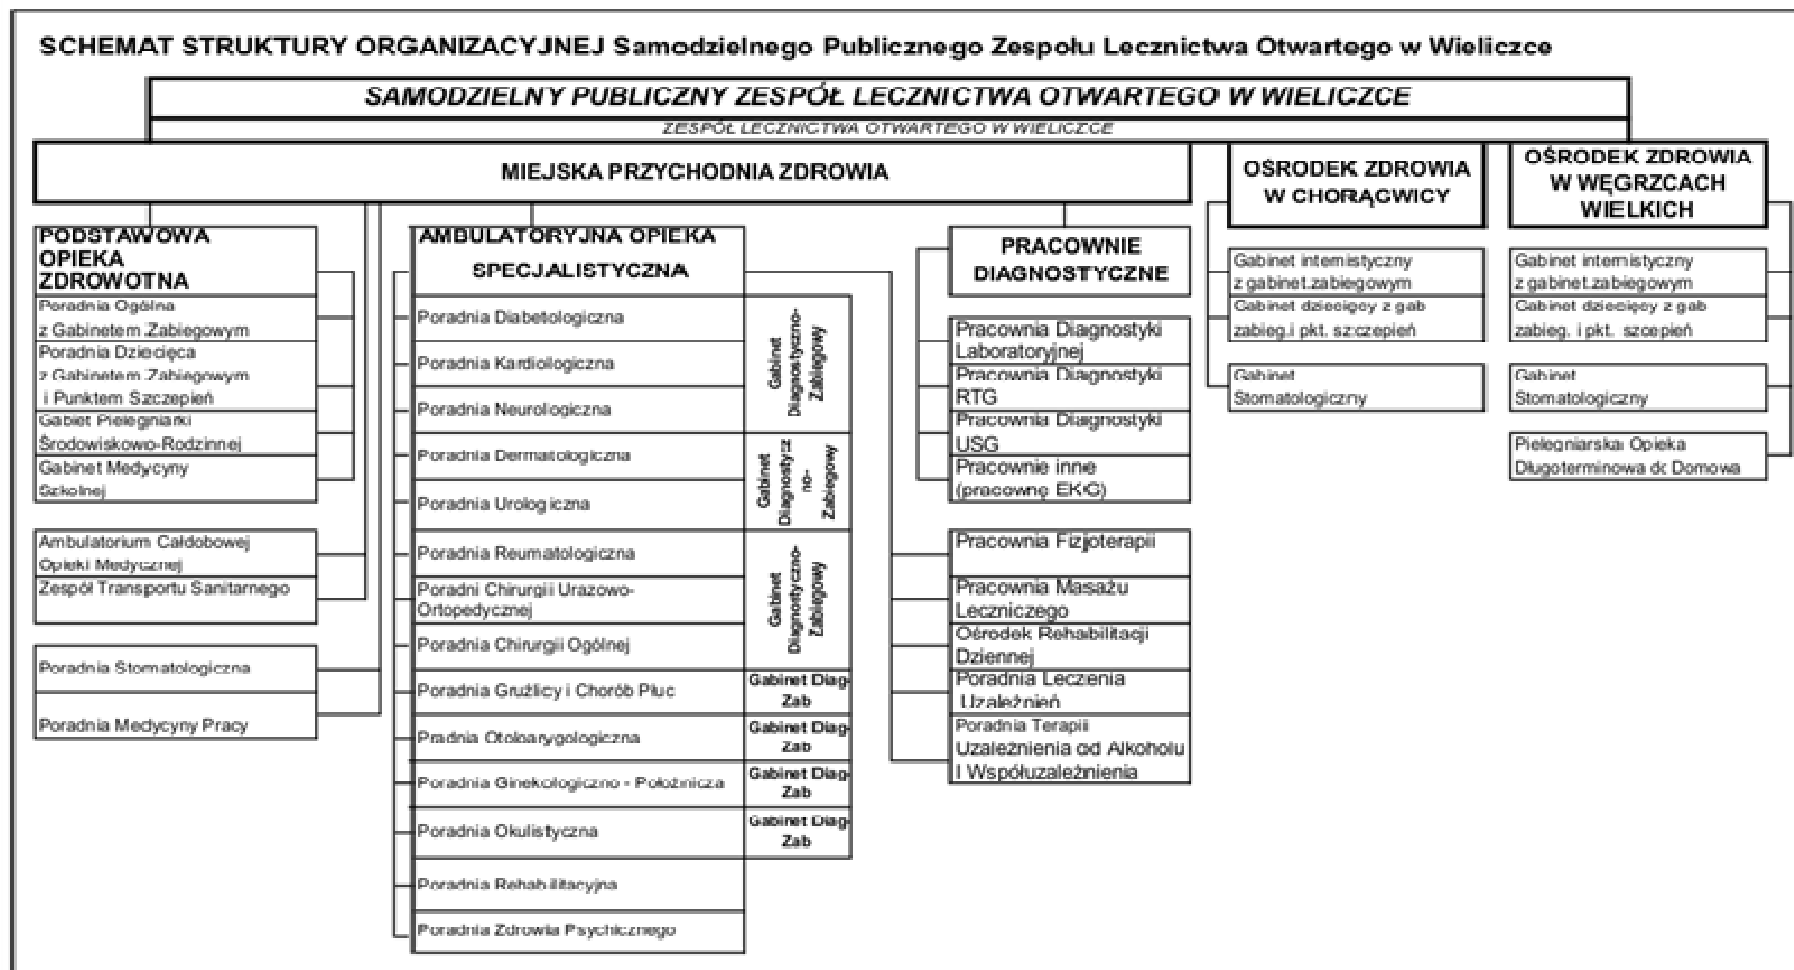 SCHEMAT STRUKTURY ORGANIZACYJNEJ Samodzielnego Publicznego Zespołu Lecznictwa Otwartego w Wieliczce
SAMODZIELNY PUBLICZNY ZESPÓŁ LECZNICTWA OTWARTEGO W WIELICZCE
ZESPÓŁ LECZNICTWA OTWARTEGO W WIELICZCE
MIEJSKA PRZYCHODNIA ZDROWIA
PODSTAWOWA
OPIEKA
ZDROWOTNA
Poradnia Ogólna
z Gabinetem.Zabiegowym
Poradnia Dziecięca
z Gabinetem.Zabiegowym
i Punktem Szczepień
Gabiet Pielęgniarki
Środowiskowo-Rodzinnej
Gabinet Medycyny
Szkolnej
Ambulatorium Całdobowej
Opieki Medycznej
Zespół Transportu Sanitarnego
Poradnia Stomatologiczna
Poradnia Medycyny Pracy
AMBULATORYJNA OPIEKA
SPECJALISTYCZNA
Poradnia Diabetologiczna
Poradnia Kardiologiczna
Poradnia Neurologiczna
Gabinet
Diagnostyczno-
Zabiegowy
Poradnia Dermatologiczna
Poradnia Urologiczna
Gabinet
Diagnostycz
no-
Zabiegowy
Poradnia Reumatologiczna
Poradni Chirurgii Urazowo-
Ortopedycznej
Poradnia Chirurgii Ogólnej
Gabinet
Diagnostyczno-
Zabiegowy
Poradnia Gruźlicy i Chorób Płuc
Gabinet Diag-
Zab
Pradnia Otoloarygologiczna
Gabinet Diag-
Zab
Poradnia Ginekologiczno - Położnicza
Gabinet Diag-
Zab
Poradnia Okulistyczna
Gabinet Diag-
Zab
Poradnia Rehabilitacyjna
Poradnia Zdrowia Psychicznego
PRACOWNIE
DIAGNOSTYCZNE
Pracownia Diagnostyki
Laboratoryjnej
Pracownia Diagnostyki
RTG
Pracownia Diagnostyki
USG
Pracownie inne
(pracownę EKG)
Pracownia Fizjjoterapii
Pracownia Masażu
Leczniczego
Ośrodek Rehabilitacji
Dziennej
Poradnia Leczenia
Uzależnień
Poradnia Terapii
Uzależnienia od Alkoholu
I Współuzależnienia
OŚRODEK ZDROWIA
W CHORĄGWICY
Gabinet internistyczny
z gabinet.zabiegowym
Gabinet dziecięcy z gab
zabieg.i pkt. szczepień
Gabinet
Stomatologiczny
OŚRODEK ZDROWIA
W WĘGRZCACH
WIELKICH
Gabinet internistyczny
z gabinet.zabiegowym
Gabinet dziecięcy z gab
zabieg. i pkt. szcepień
Gabinet
Stomatologiczny
Pielęgniarska Opieka
Długoterminowa dc Domowa